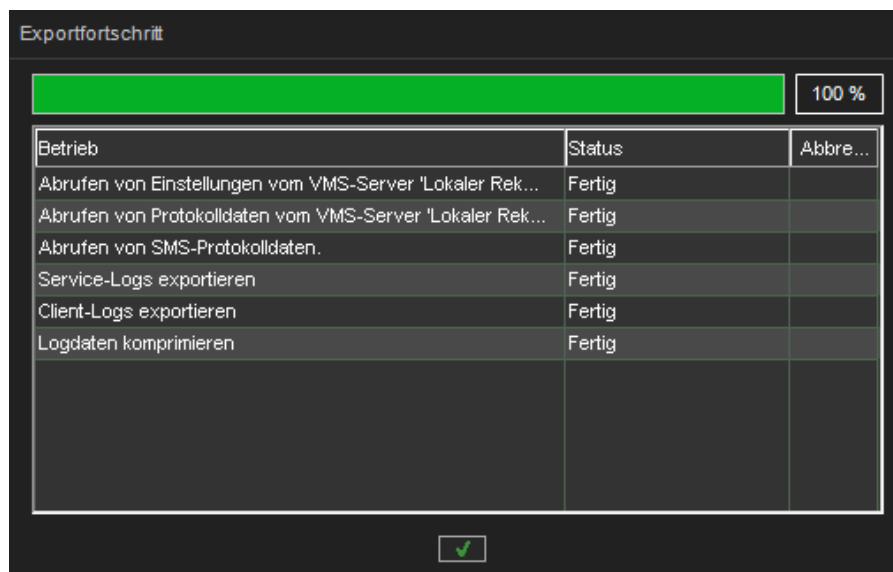 Exportfortschritt
100 %
Betrieb Status Abbre...
Abrufen von Einstellungen vom VMS-Server 'Lokaler Rek... Fertig
Abrufen von Protokolldaten vom VMS-Server 'Lokaler Rek... Fertig
Abrufen von SMS-Protokolldaten. Fertig
Service-Logs exportieren Fertig
Client-Logs exportieren Fertig
Logdaten komprimieren Fertig